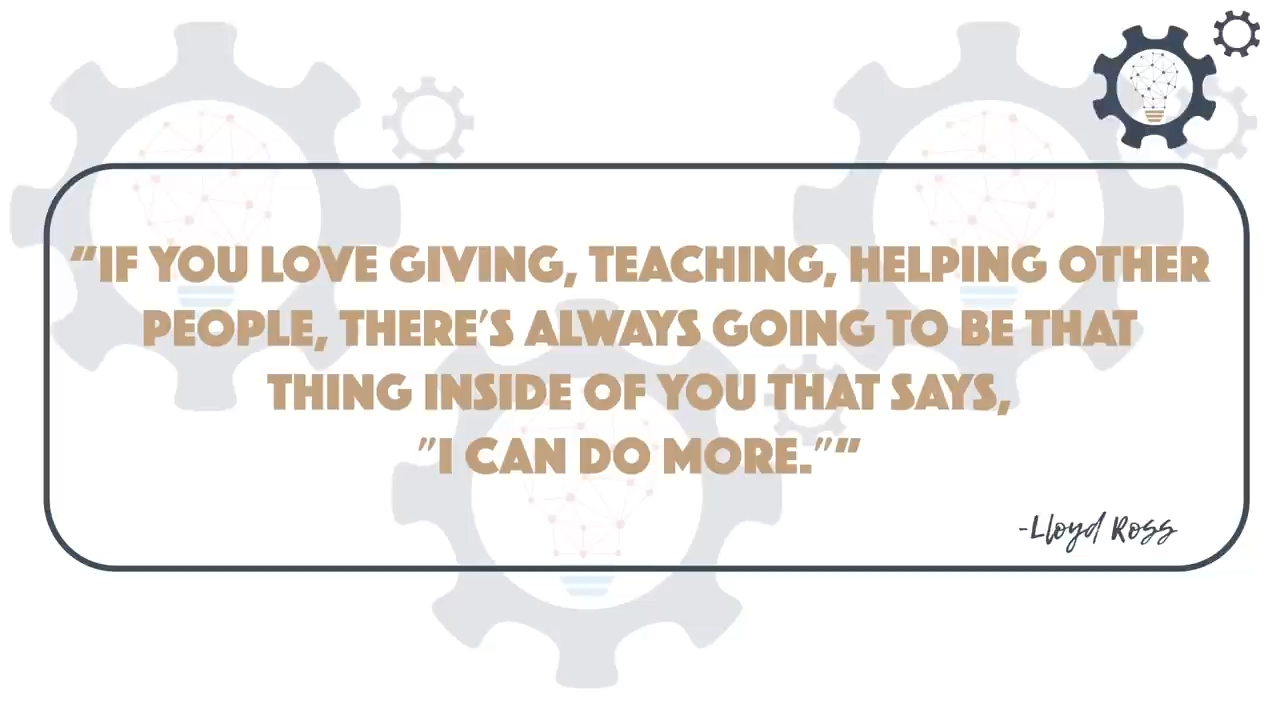 “IF YOU LOVE GIVING, TEACHING, HELPING OTHER
PEOPLE, THERE'S ALWAYS GOING TO BE THAT
THING INSIDE OF YOU THAT SAYS,
"I CAN DO MORE."“
-Lloyd Ross